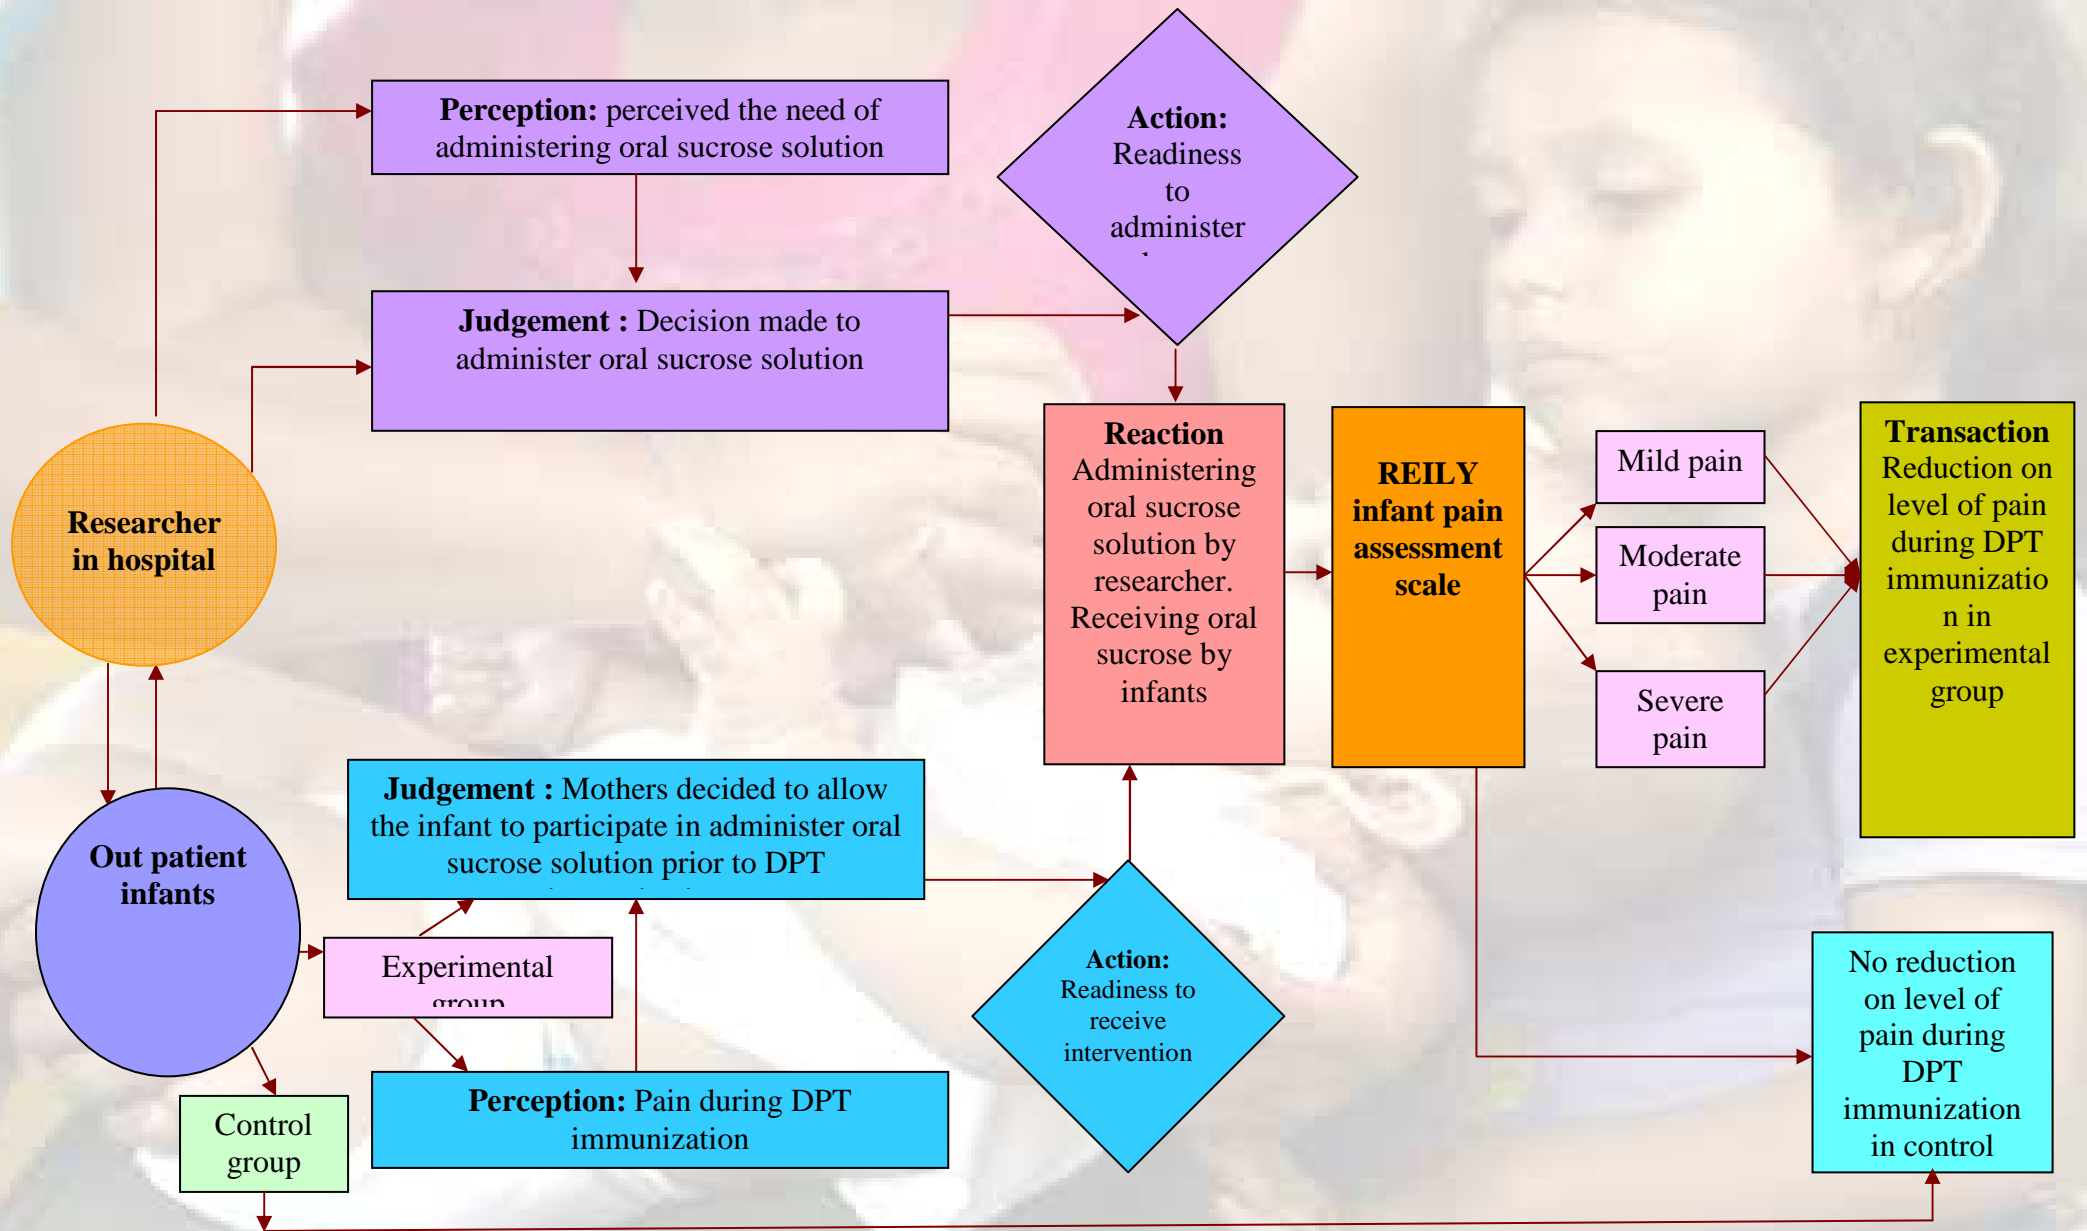 Perception: perceived the need of
administering oral sucrose solution
Action:
Readiness
to
administer
Judgement : Decision made to
administer oral sucrose solution
Researcher
in hospital
Reaction
Administering
oral sucrose
solution by
researcher.
Receiving oral
sucrose by
infants
REILY
infant pain
assessment
scale
Mild pain
Moderate
pain
Severe
pain
Transaction
Reduction on
level of pain
during DPT
immunizatio
n in
experimental
group
Out patient
infants
Judgement : Mothers decided to allow
the infant to participate in administer oral
sucrose solution prior to DPT
Experimental
group
Perception: Pain during DPT
immunization
Action:
Readiness to
receive
intervention
Control
group
No reduction
on level of
pain during
DPT
immunization
in control